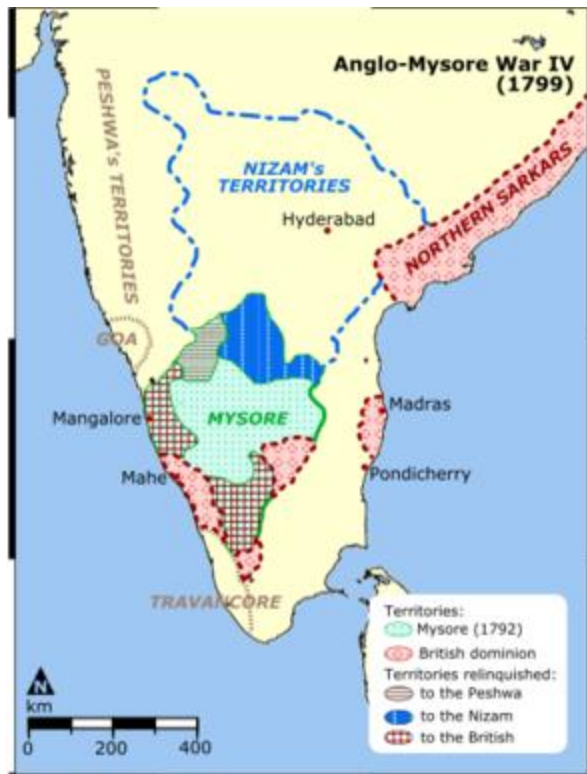 Anglo-Mysore War IV
(1799)
PESHWA's TERRITORIES
NIZAM's
TERRITORIES
Hyderabad
NORTHERN SARKARS
GOA
Mangalore
MYSORE
Madras
Mahe
Pondicherry
TRAVANCORE
Territories:
Mysore (1792)
British dominion
Territories relinquished:
to the Peshwa
to the Nizam
to the British
N
km
0 200 400